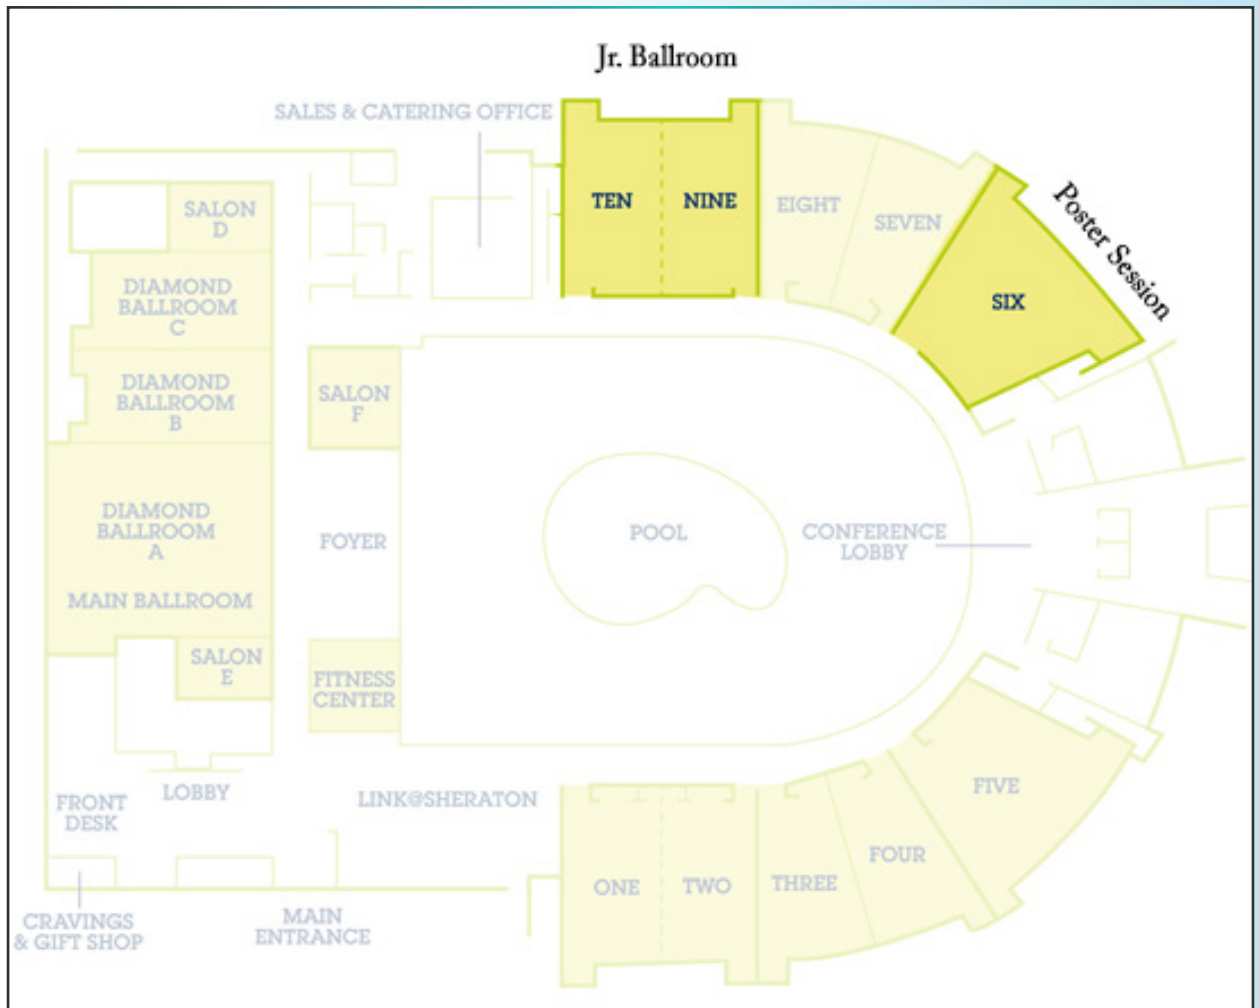 Jr. Ballroom
SALES & CATERING OFFICE
TEN
NINE
EIGHT
SEVEN
SIX
Poster Session
SALON
D
DIAMOND
BALLROOM
C
DIAMOND
BALLROOM
B
SALON
F
DIAMOND
BALLROOM
A
MAIN BALLROOM
FOYER
POOL
CONFERENCE
LOBBY
SALON
E
FITNESS
CENTER
FRONT
DESK
LOBBY
LINK@SHERATON
FIVE
FOUR
THREE
TWO
ONE
CRAVINGS
& GIFT SHOP
MAIN
ENTRANCE